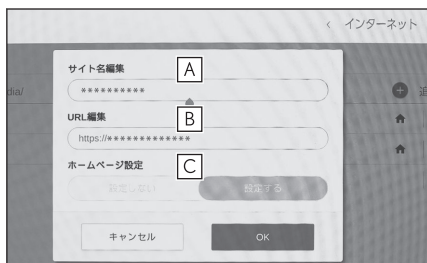 < インターネット
サイト名編集 A
**********
dia/
追
URL編集 B
https://*************
ホームページ設定 C
設定しない 設定する
キャンセル OK